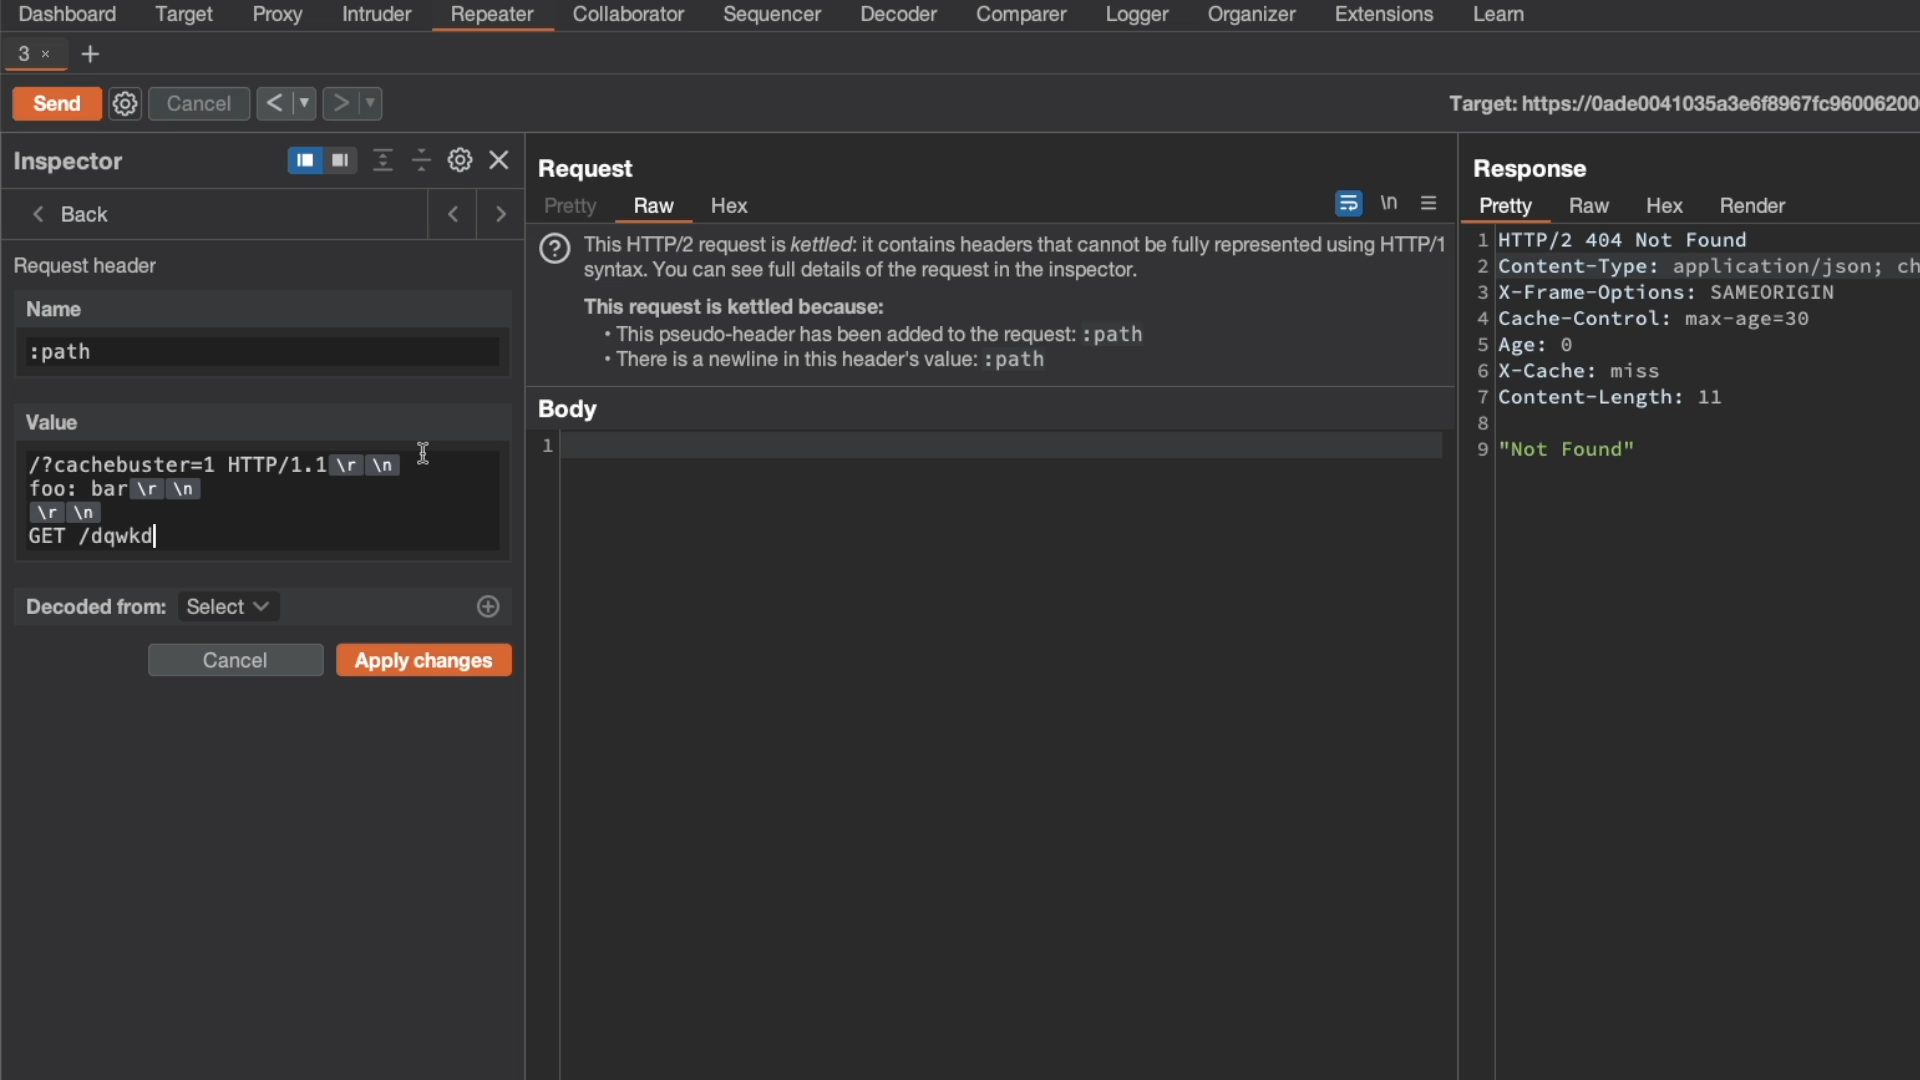 Dashboard Target Proxy Intruder Repeater Collaborator Sequencer Decoder Comparer Logger Organizer Extensions Learn
3 × +
Send Cancel < ▼ > ▼ Target: https://0ade0041035a3e6f8967fc96006200
Inspector
Back
Request header
Name
:path
Value
/?cachebuster=1 HTTP/1.1 \r \n
foo: bar \r \n
\r \n
GET /dqwkd
Decoded from: Select
Cancel Apply changes
Request
Pretty Raw Hex \n
This HTTP/2 request is kettled: it contains headers that cannot be fully represented using HTTP/1
syntax. You can see full details of the request in the inspector.
This request is kettled because:
• This pseudo-header has been added to the request: :path
• There is a newline in this header's value: :path
Body
1
Response
Pretty Raw Hex Render
1 HTTP/2 404 Not Found
2 Content-Type: application/json; ch
3 X-Frame-Options: SAMEORIGIN
4 Cache-Control: max-age=30
5 Age: 0
6 X-Cache: miss
7 Content-Length: 11
8
9 "Not Found"